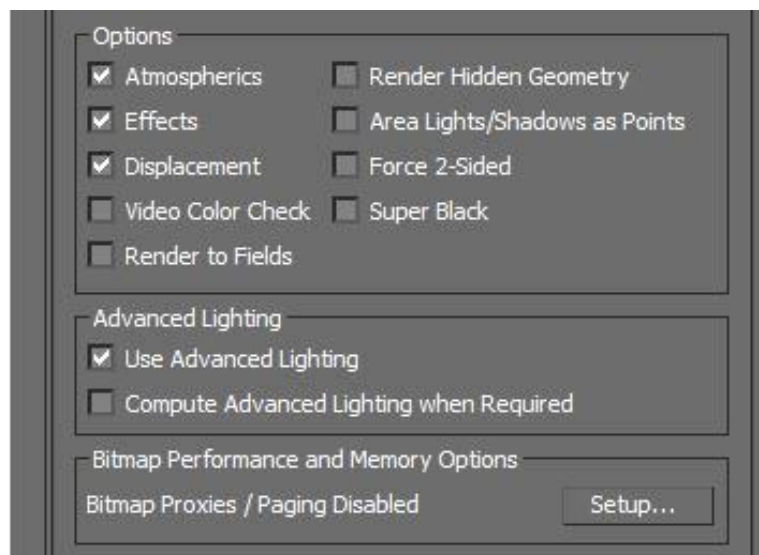 Options
Atmospherics Render Hidden Geometry
Effects Area Lights/Shadows as Points
Displacement Force 2-Sided
Video Color Check Super Black
Render to Fields
Advanced Lighting
Use Advanced Lighting
Compute Advanced Lighting when Required
Bitmap Performance and Memory Options
Bitmap Proxies / Paging Disabled Setup...